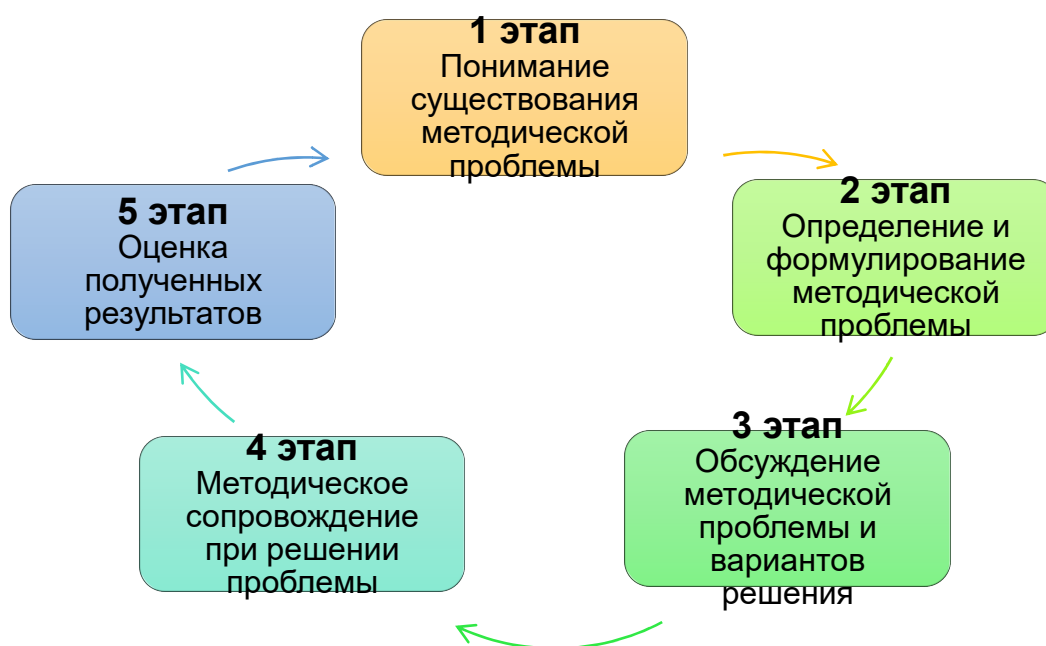 1 этап
Понимание
существования
методической
проблемы
2 этап
Определение и
формулирование
методической
проблемы
3 этап
Обсуждение
методической
проблемы и
вариантов
решения
4 этап
Методическое
сопровождение
при решении
проблемы
5 этап
Оценка
полученных
результатов